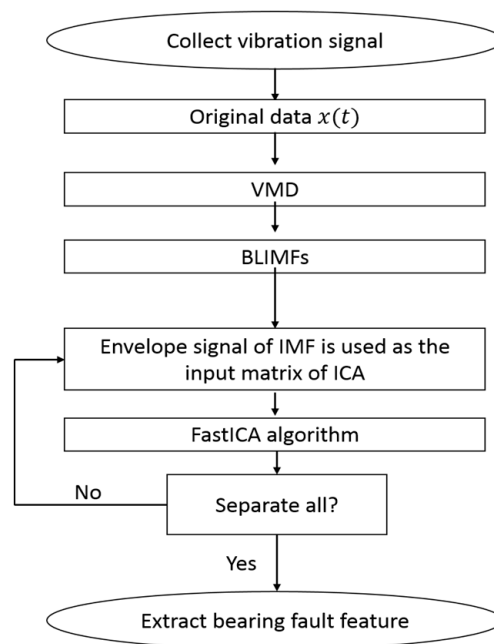 Collect vibration signal
Original data x(t)
VMD
BLIMFs
Envelope signal of IMF is used as the
input matrix of ICA
FastICA algorithm
No
Separate all?
Yes
Extract bearing fault feature